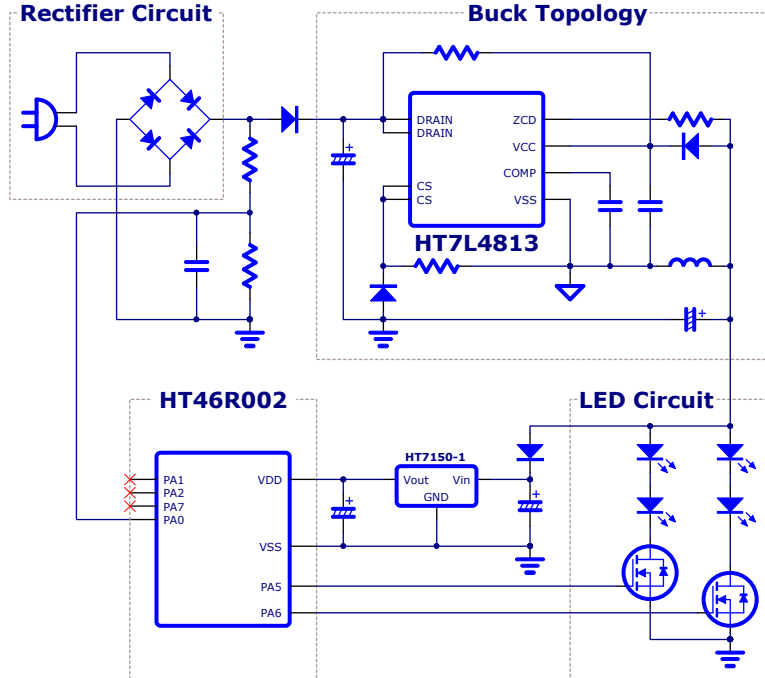 Rectifier Circuit
Buck Topology
DRAIN
DRAIN
CS
CS
ZCD
VCC
COMP
VSS
HT7L4813
+
+
HT46R002
LED Circuit
PA1
PA2
PA7
PA0
VDD
VSS
PA5
PA6
+
HT7150-1
Vout
Vin
GND
+